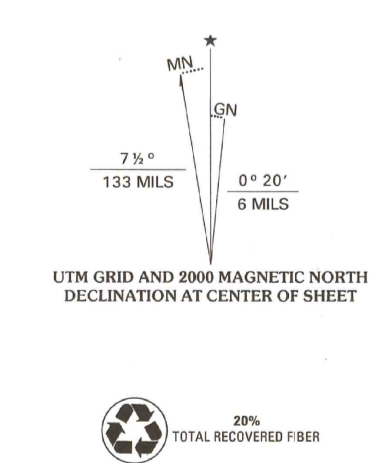 ★
MN
GN
7 ½ °
133 MILS
0° 20′
6 MILS
UTM GRID AND 2000 MAGNETIC NORTH
DECLINATION AT CENTER OF SHEET
20%
TOTAL RECOVERED FIBER